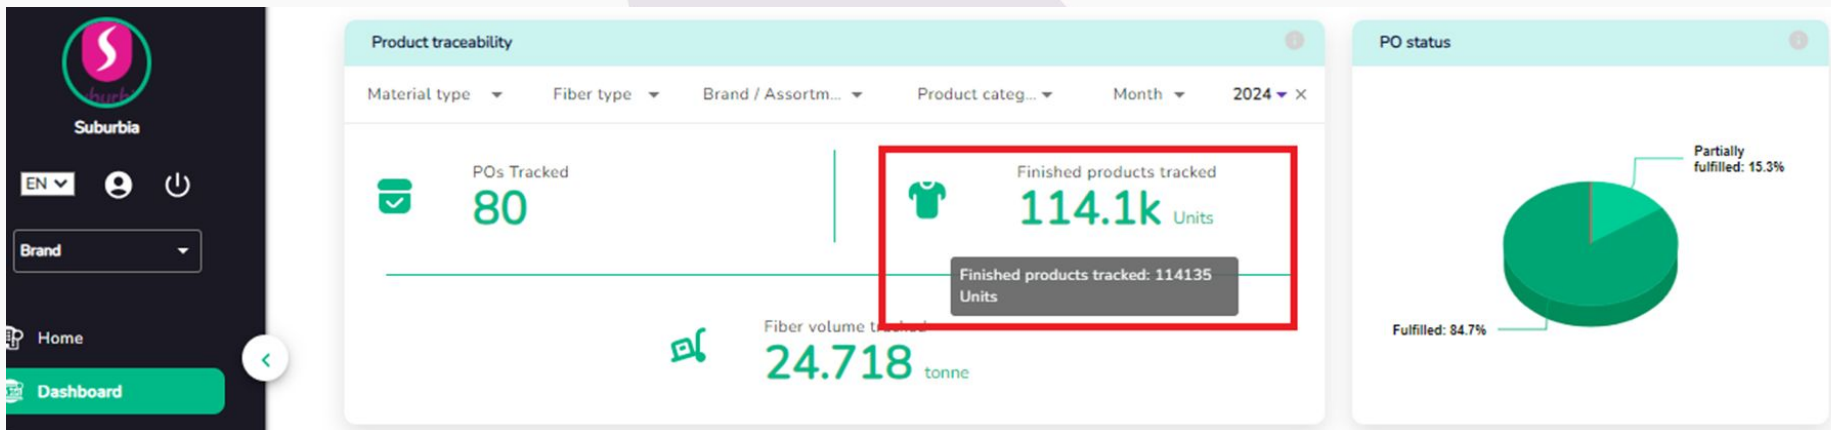 Suburbia
EN
Brand
Home
Dashboard
Product traceability
Material type
Fiber type
Brand / Assortm...
Product categ...
Month
2024
POs Tracked
80
Finished products tracked
114.1k Units
Finished products tracked: 114135
Units
Fiber volume tracked
24.718 tonne
PO status
Partially
fulfilled: 15.3%
Fulfilled: 84.7%